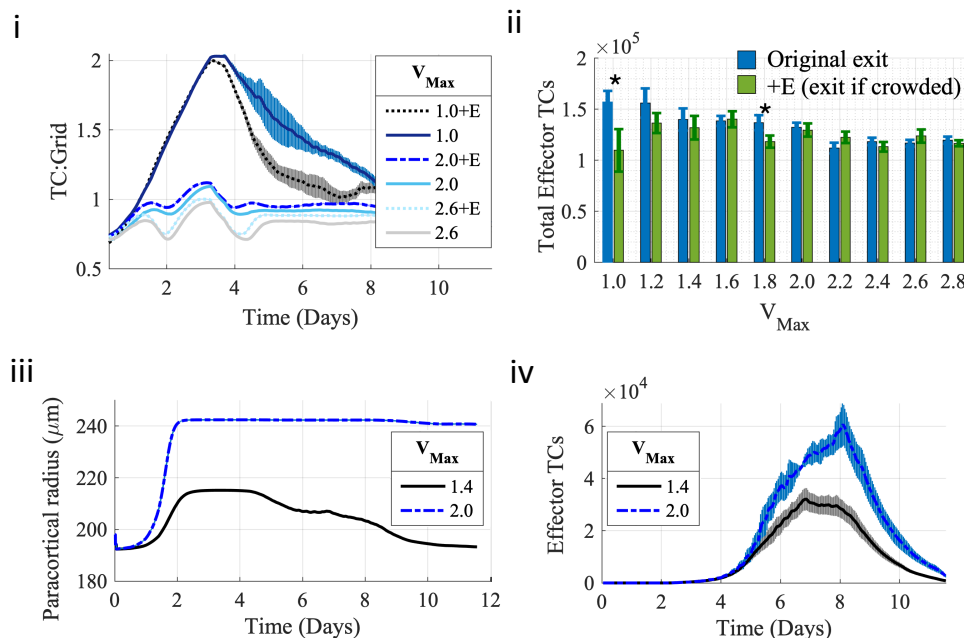 i
TC:Grid
2
1.5
1
0.5
2
4
6
8
10
Time (Days)
V_Max
1.0+E
1.0
2.0+E
2.0
2.6+E
2.6
ii
×10^5
Total Effector TCs
2
1.5
1
0.5
0
Original exit
+E (exit if crowded)
*
*
1.0
1.2
1.4
1.6
1.8
2.0
2.2
2.4
2.6
2.8
V_Max
iii
Paracortical radius (μm)
240
220
200
180
0
2
4
6
8
10
12
Time (Days)
V_Max
1.4
2.0
iv
×10^4
Effector TCs
6
4
2
0
0
2
4
6
8
10
Time (Days)
V_Max
1.4
2.0